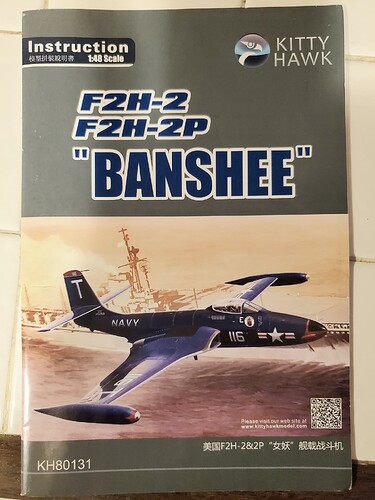 Instruction
模型拼装說明書 1:48 Scale
KITTY
HAWK
F2H-2
F2H-2P
"BANSHEE"
T
NAVY
116
Please visit our web site at
www.kittyhawkmodel.com
美国F2H-2&2P "女妖" 舰载战斗机
KH80131